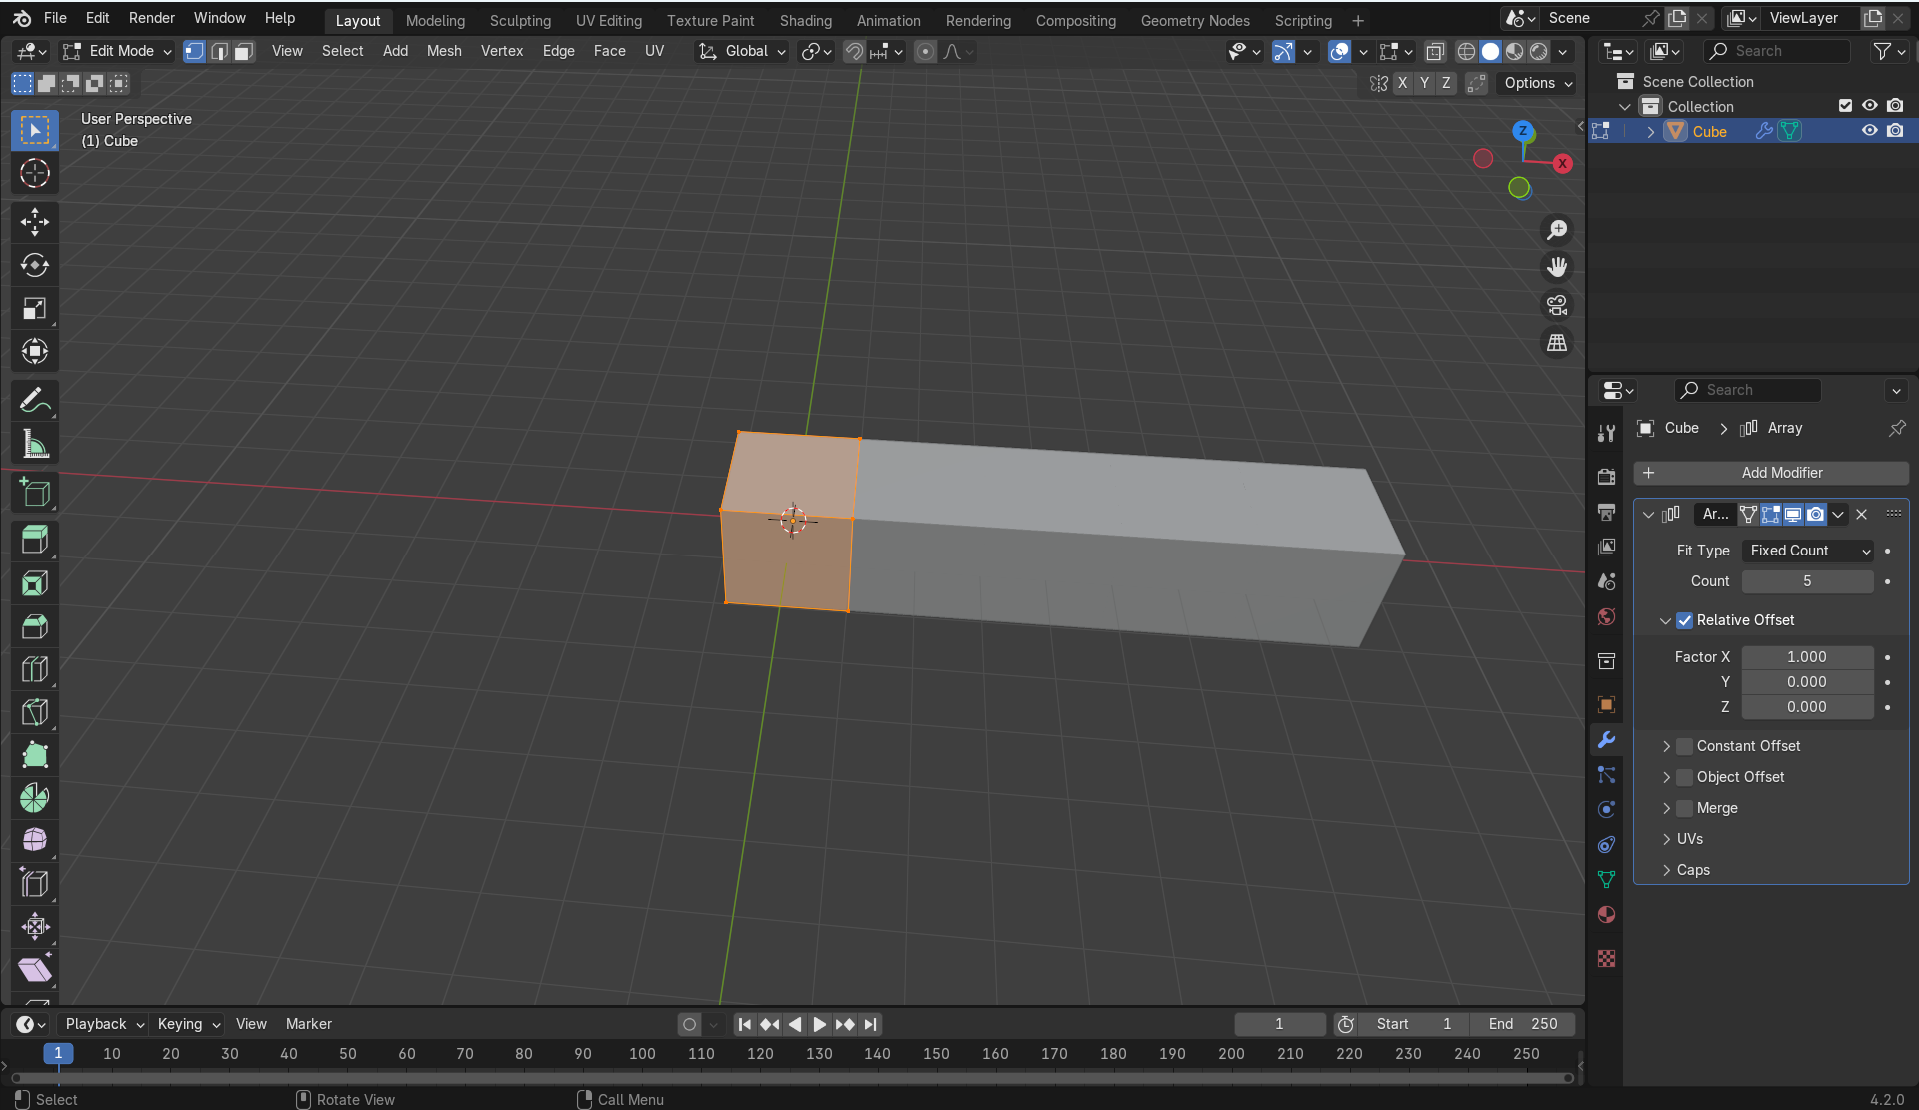 File Edit Render Window Help Layout Modeling Sculpting UV Editing Texture Paint Shading Animation Rendering Compositing Geometry Nodes Scripting + Scene ViewLayer
Edit Mode View Select Add Mesh Vertex Edge Face UV Global Search
X Y Z Options
Scene Collection
Collection
Cube
User Perspective
(1) Cube
Z
X
Search
Cube > Array
+ Add Modifier
Ar...
Fit Type Fixed Count
Count 5
Relative Offset
Factor X 1.000
Y 0.000
Z 0.000
Constant Offset
Object Offset
Merge
UVs
Caps
Playback Keying View Marker 1 Start 1 End 250
1 10 20 30 40 50 60 70 80 90 100 110 120 130 140 150 160 170 180 190 200 210 220 230 240 250
Select Rotate View Call Menu 4.2.0